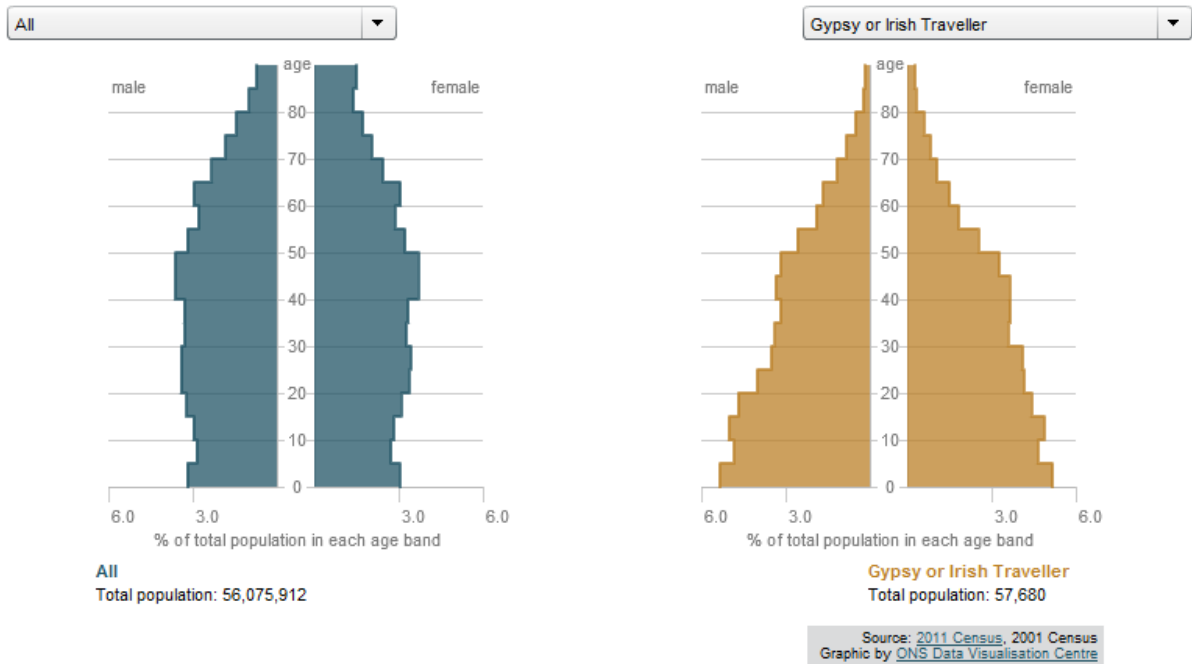 All
Gypsy or Irish Traveller
male
age
female
80
70
60
50
40
30
20
10
0
6.0 3.0 3.0 6.0
% of total population in each age band
All
Total population: 56,075,912
male
age
female
80
70
60
50
40
30
20
10
0
6.0 3.0 3.0 6.0
% of total population in each age band
Gypsy or Irish Traveller
Total population: 57,680
Source: 2011 Census, 2001 Census
Graphic by ONS Data Visualisation Centre